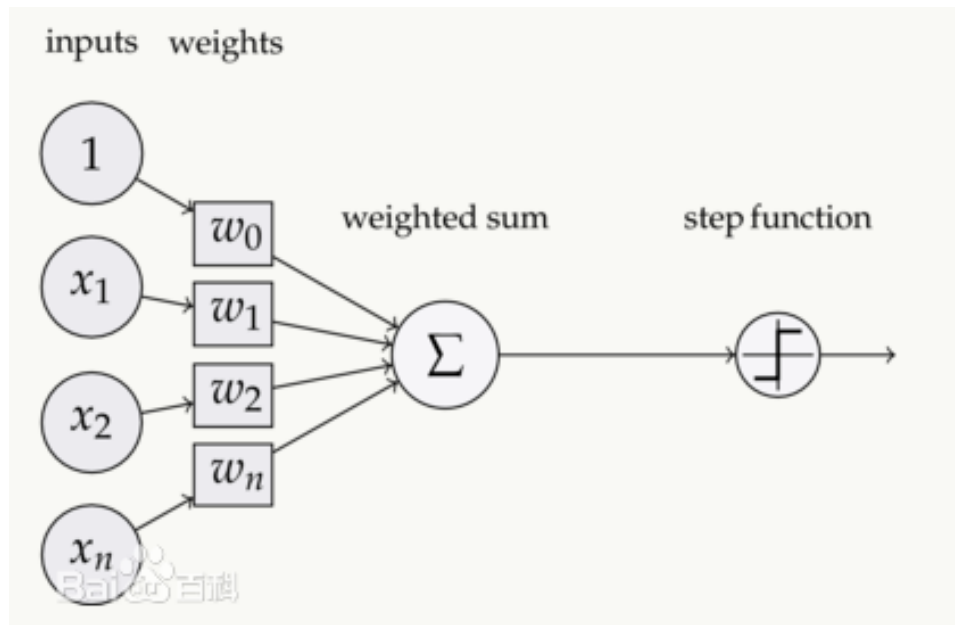 inputs weights
1
w₀
weighted sum
step function
x₁
w₁
Σ
x₂
w₂
wₙ
xₙ
Bai百科